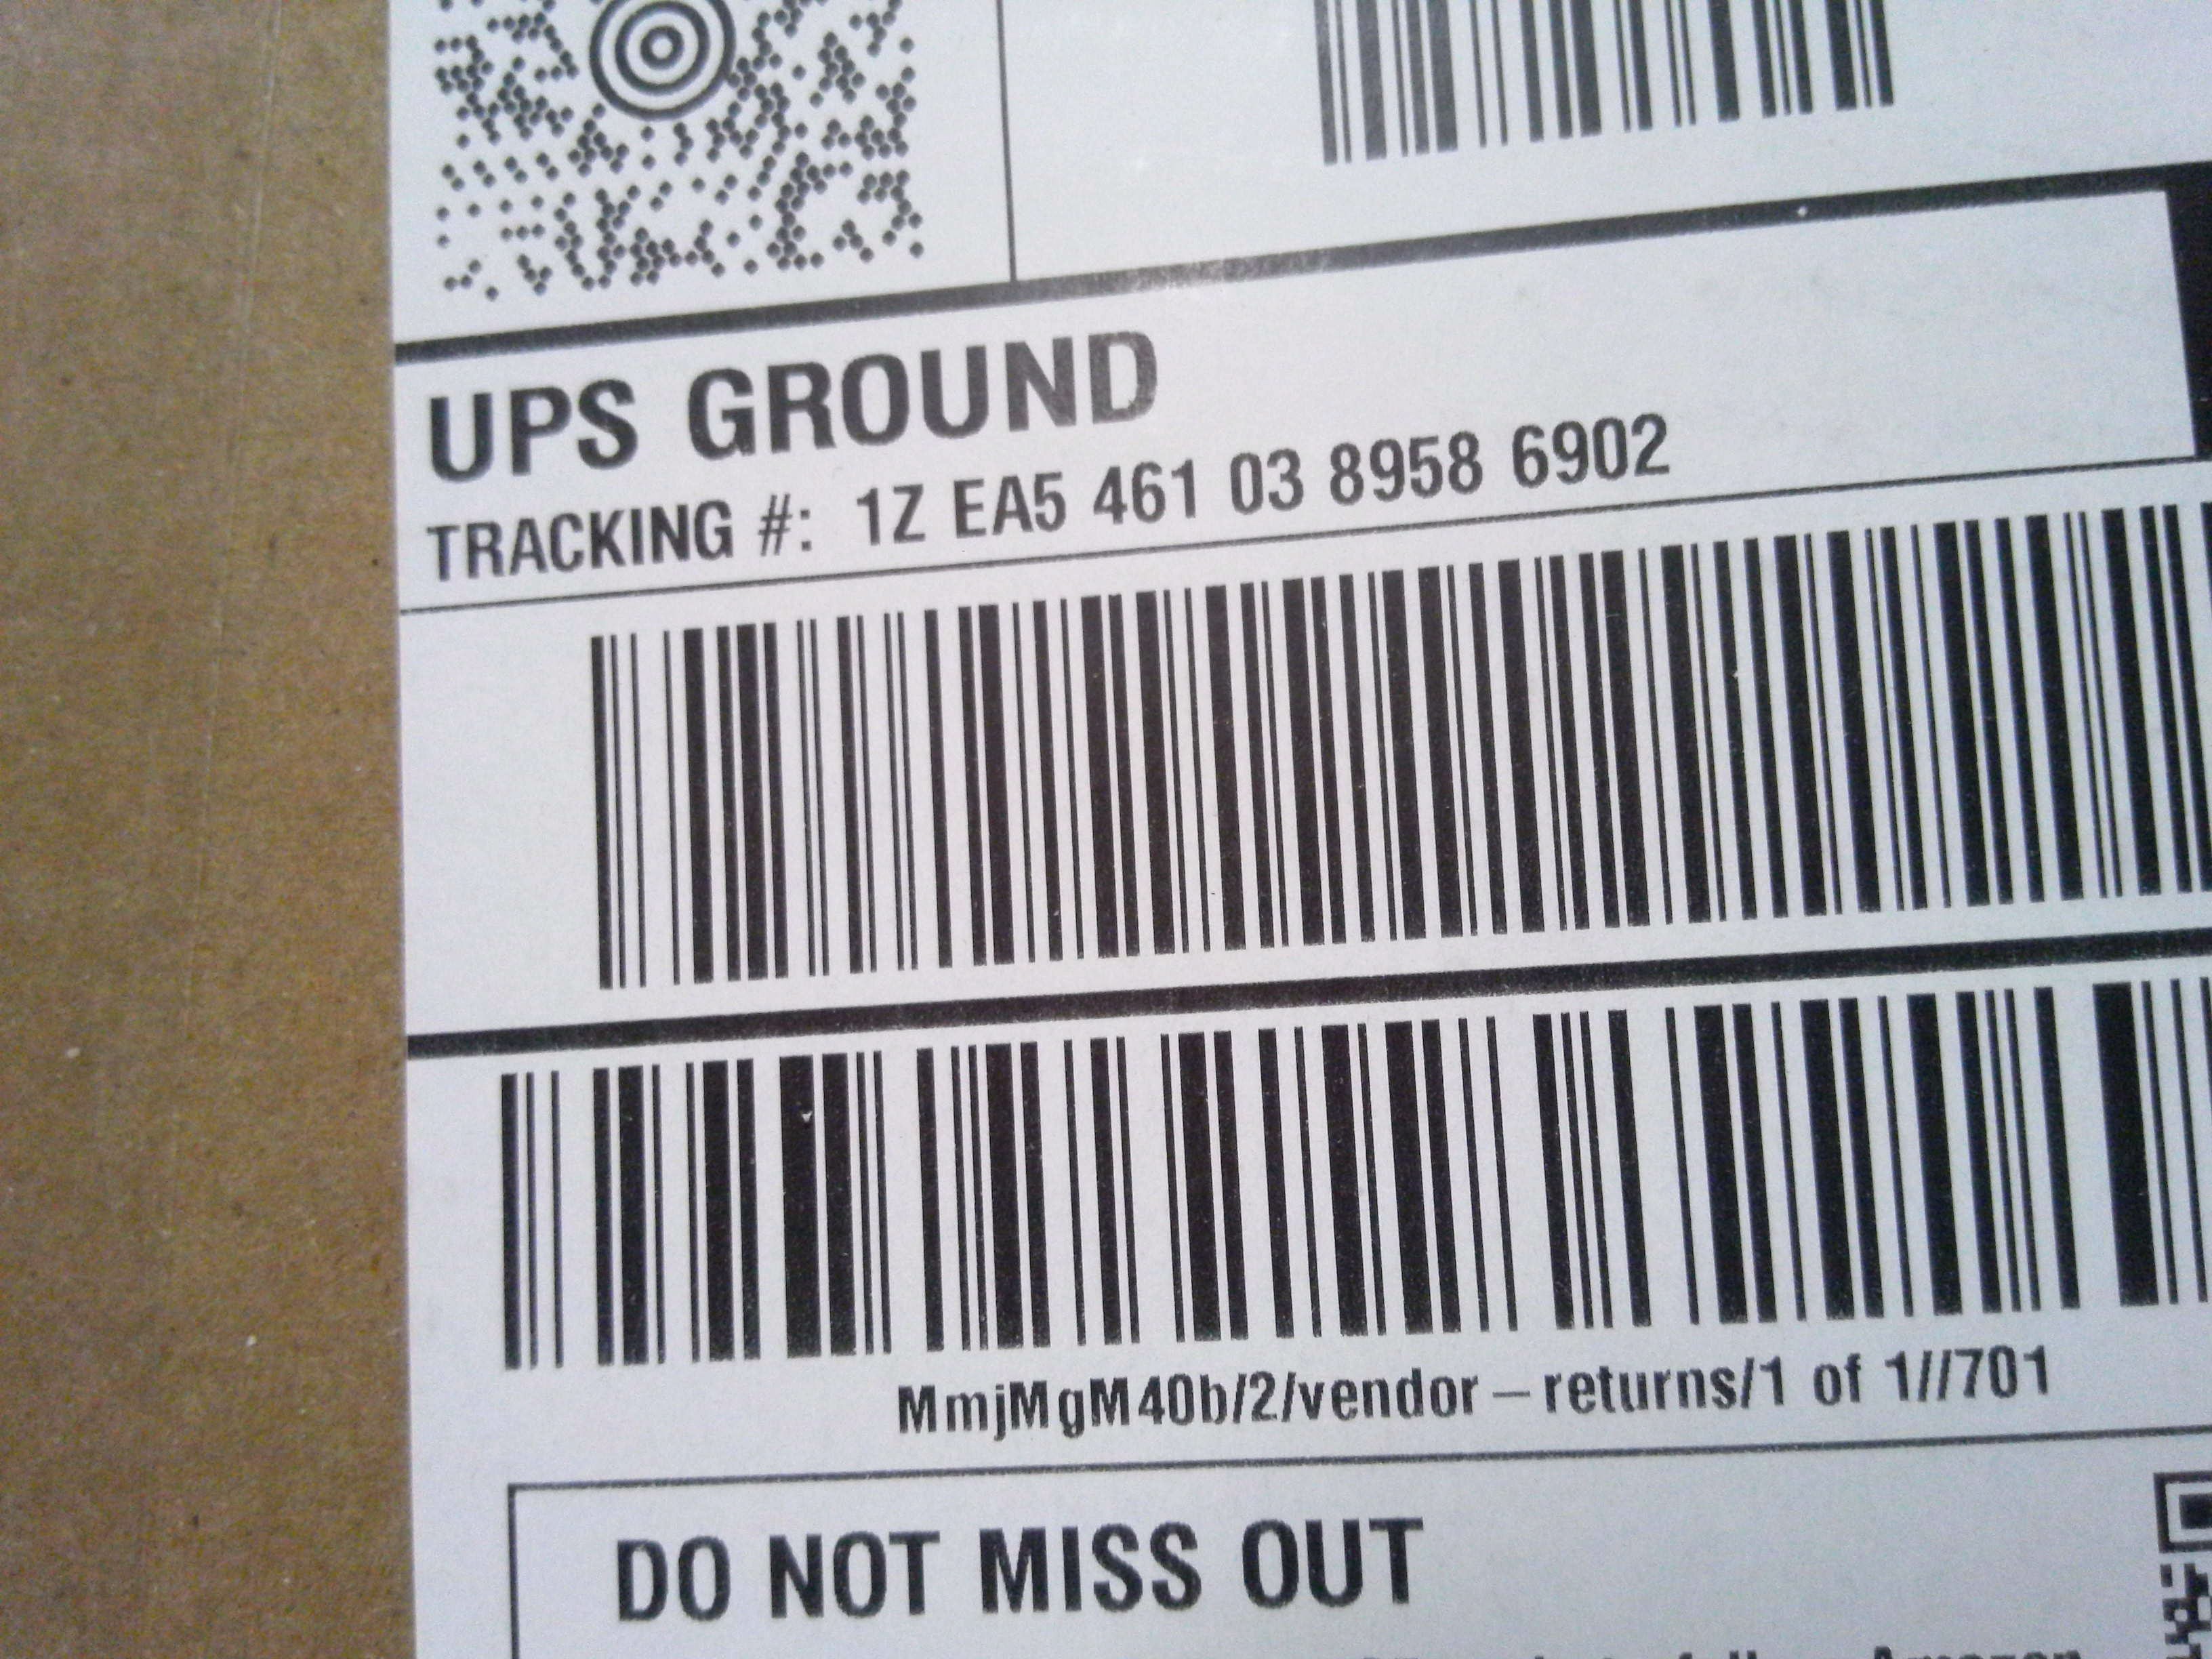 UPS GROUND
TRACKING #: 1Z EA5 461 03 8958 6902
MmjMgM40b/2/vendor-returns/1 of 1//701
DO NOT MISS OUT
Amazon